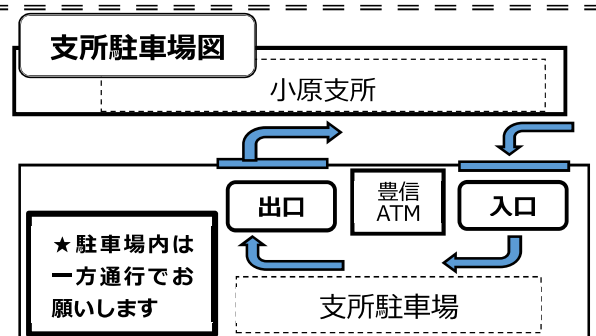 支所駐車場図
小原支所
出口
豊信
ATM
入口
★駐車場内は
一方通行でお
願いします
支所駐車場